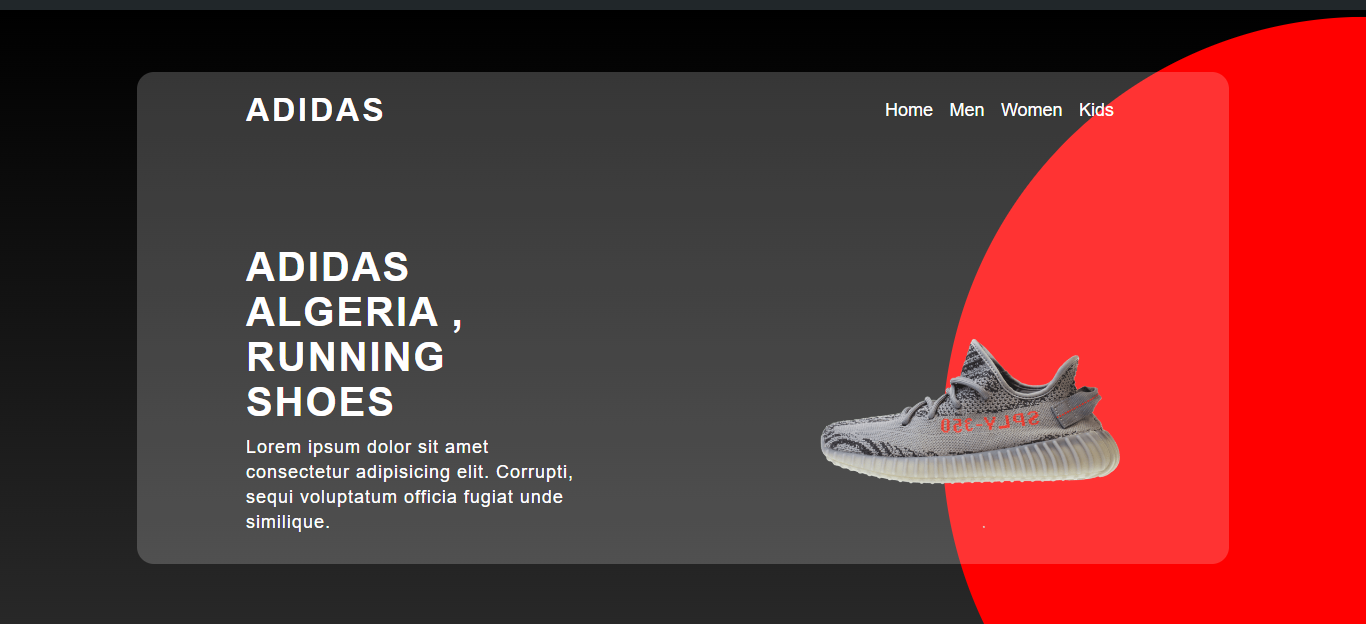 ADIDAS
Home Men Women Kids
ADIDAS
ALGERIA ,
RUNNING
SHOES
Lorem ipsum dolor sit amet
consectetur adipisicing elit. Corrupti,
sequi voluptatum officia fugiat unde
similique.
SPLY-350